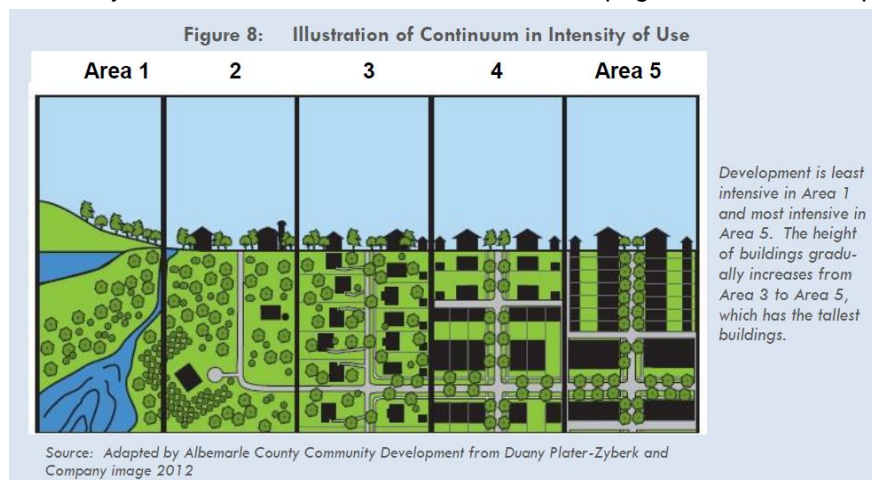 Figure 8: Illustration of Continuum in Intensity of Use
Area 1 2 3 4 Area 5
Development is least
intensive in Area 1
and most intensive in
Area 5. The height
of buildings gradu-
ally increases from
Area 3 to Area 5,
which has the tallest
buildings.
Source: Adapted by Albemarle County Community Development from Duany Plater-Zyberk and
Company image 2012